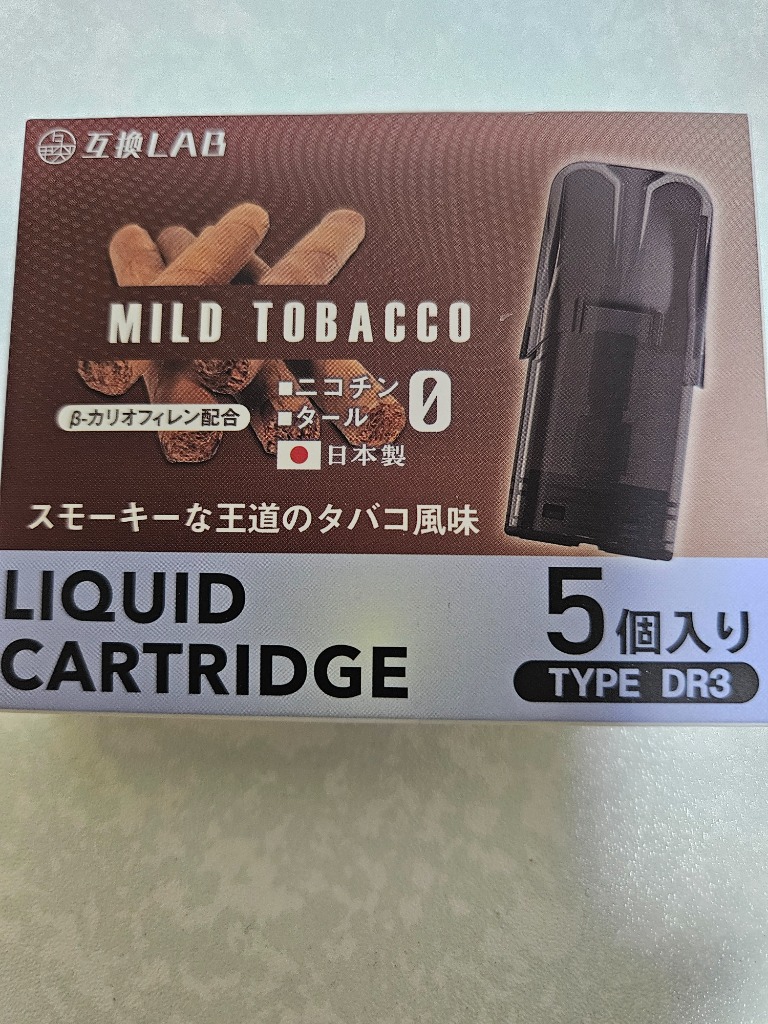 互換LAB
MILD TOBACCO
β-カリオフィレン配合
■ニコチン
■タール
0
日本製
スモーキーな王道のタバコ風味
LIQUID
CARTRIDGE
5個入り
TYPE DR3